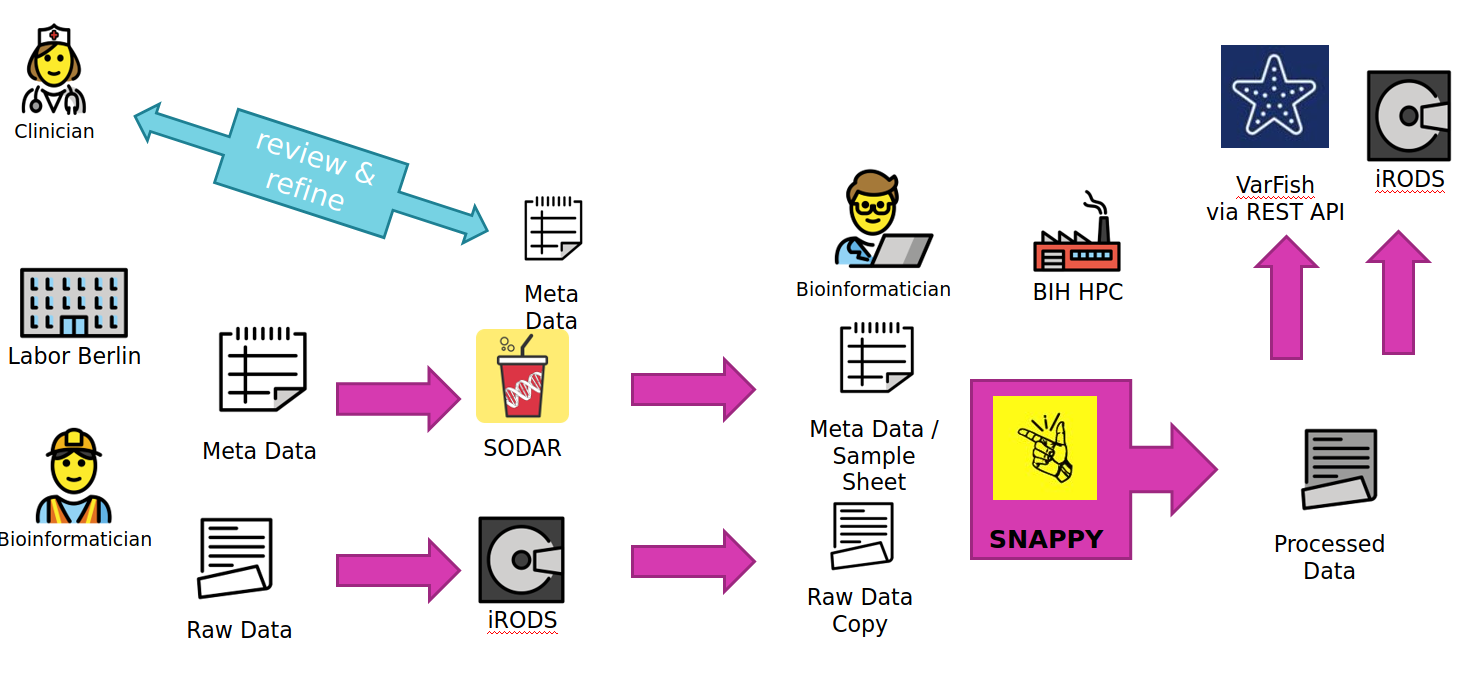 Clinician
review &
refine
Meta
Data
Labor Berlin
Meta Data
SODAR
Bioinformatician
Raw Data
iRODS
Bioinformatician
BIH HPC
Meta Data /
Sample
Sheet
Raw Data
Copy
SNAPPY
VarFish
via REST API
iRODS
Processed
Data